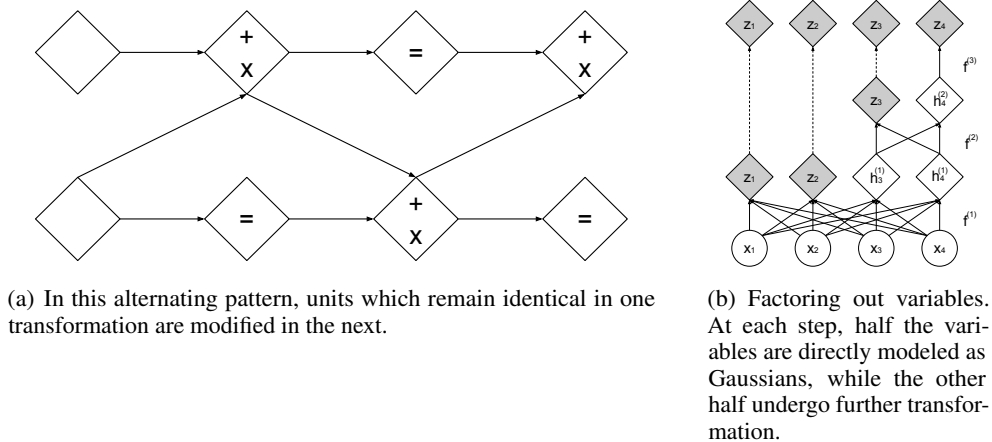 +
x
=
+
x
=
+
x
=
z1 z2 z3 z4
f(3)
z3 h4(2)
f(2)
z1 z2 h3(1) h4(1)
f(1)
x1 x2 x3 x4
(a) In this alternating pattern, units which remain identical in one
transformation are modified in the next.
(b) Factoring out variables.
At each step, half the vari-
ables are directly modeled as
Gaussians, while the other
half undergo further transfor-
mation.